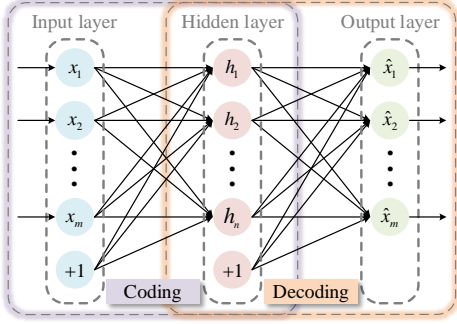 Input layer Hidden layer Output layer
x₁ h₁ x̂₁
x₂ h₂ x̂₂
xₘ hₙ x̂ₘ
+1 +1
Coding Decoding